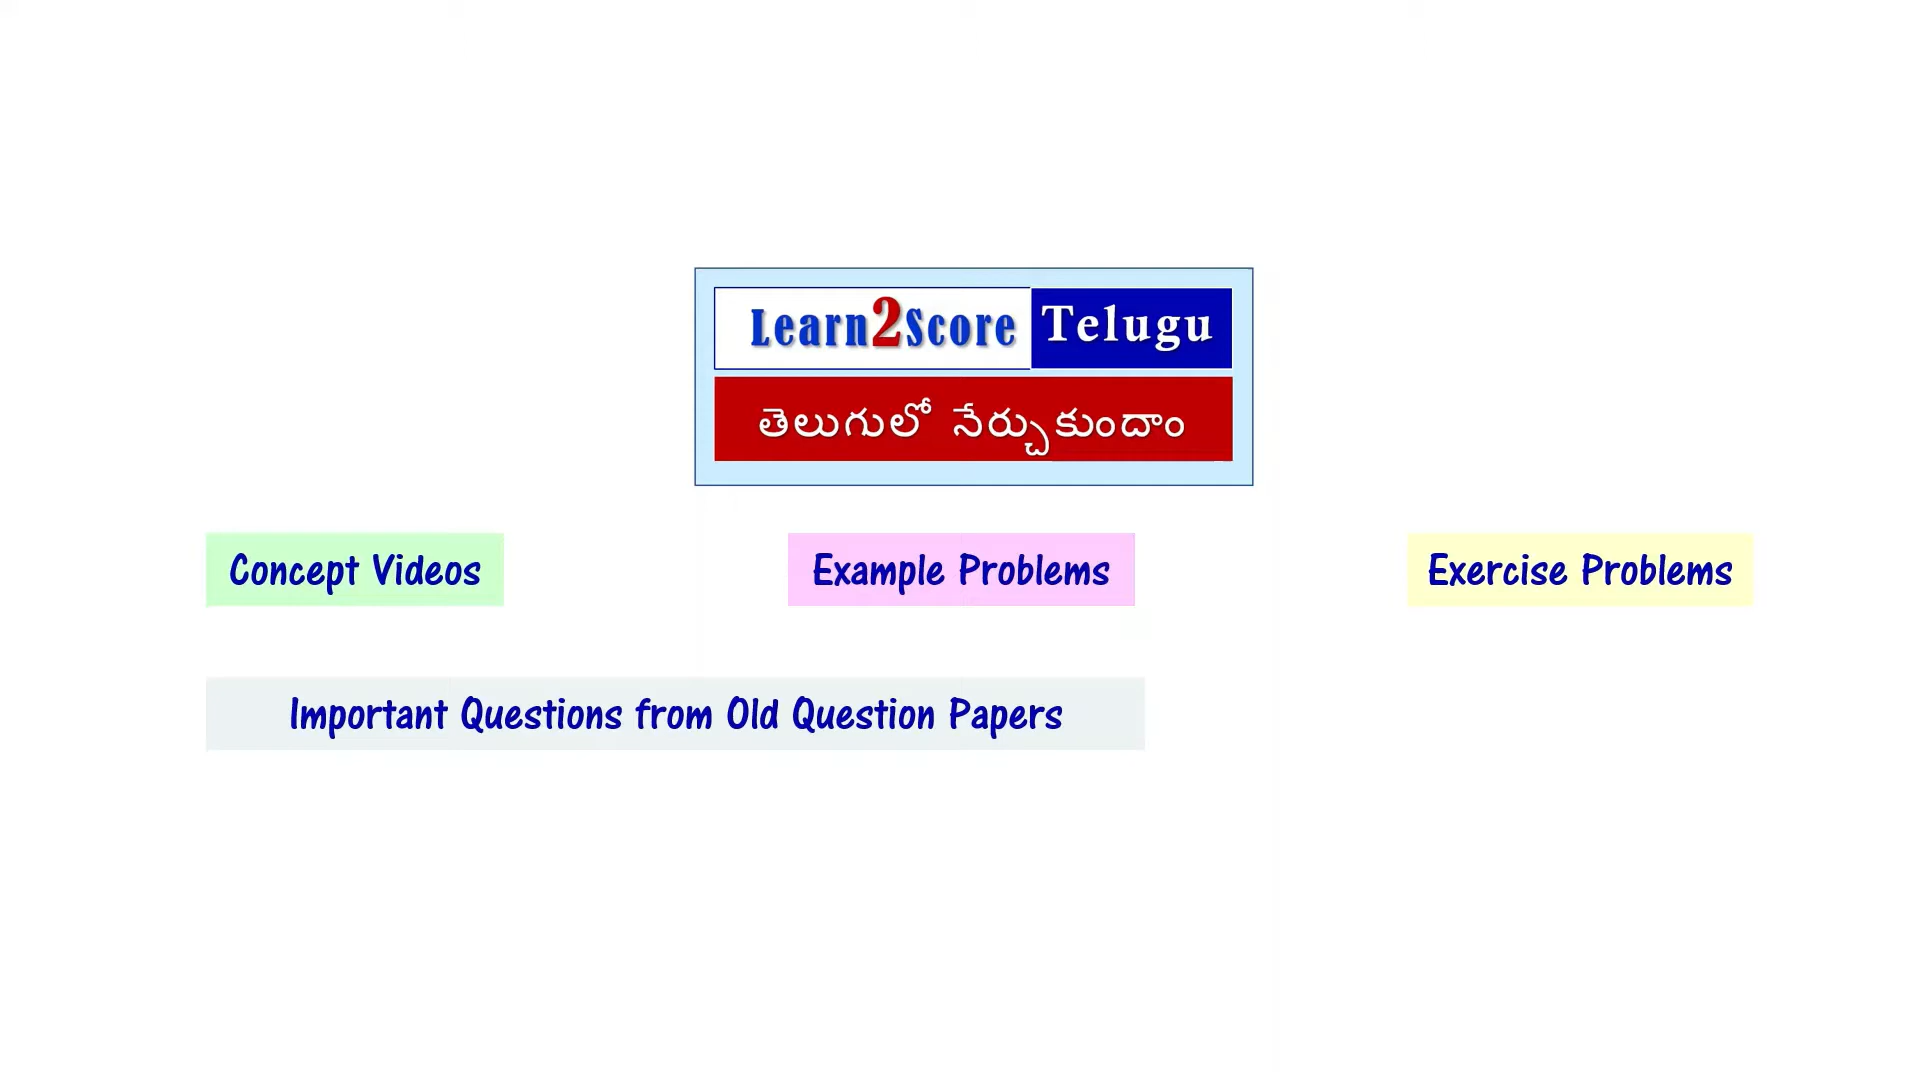 Learn2Score Telugu
తెలుగులో నేర్చుకుందాం
Concept Videos
Example Problems
Exercise Problems
Important Questions from Old Question Papers